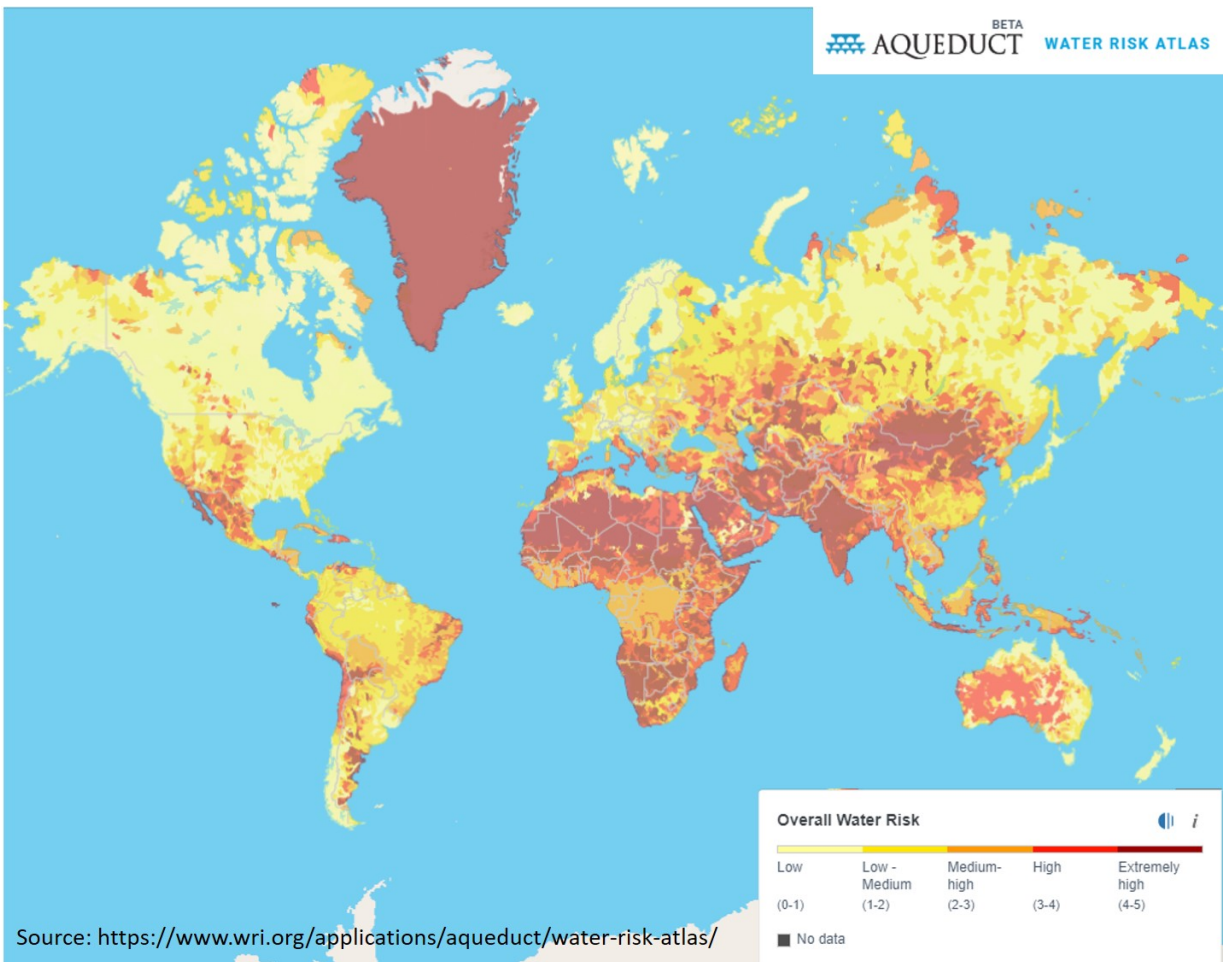 BETA
AQUEDUCT WATER RISK ATLAS
Overall Water Risk i
Low Low - Medium-high High Extremely
Medium high
(0-1) (1-2) (2-3) (3-4) (4-5)
No data
Source: https://www.wri.org/applications/aqueduct/water-risk-atlas/